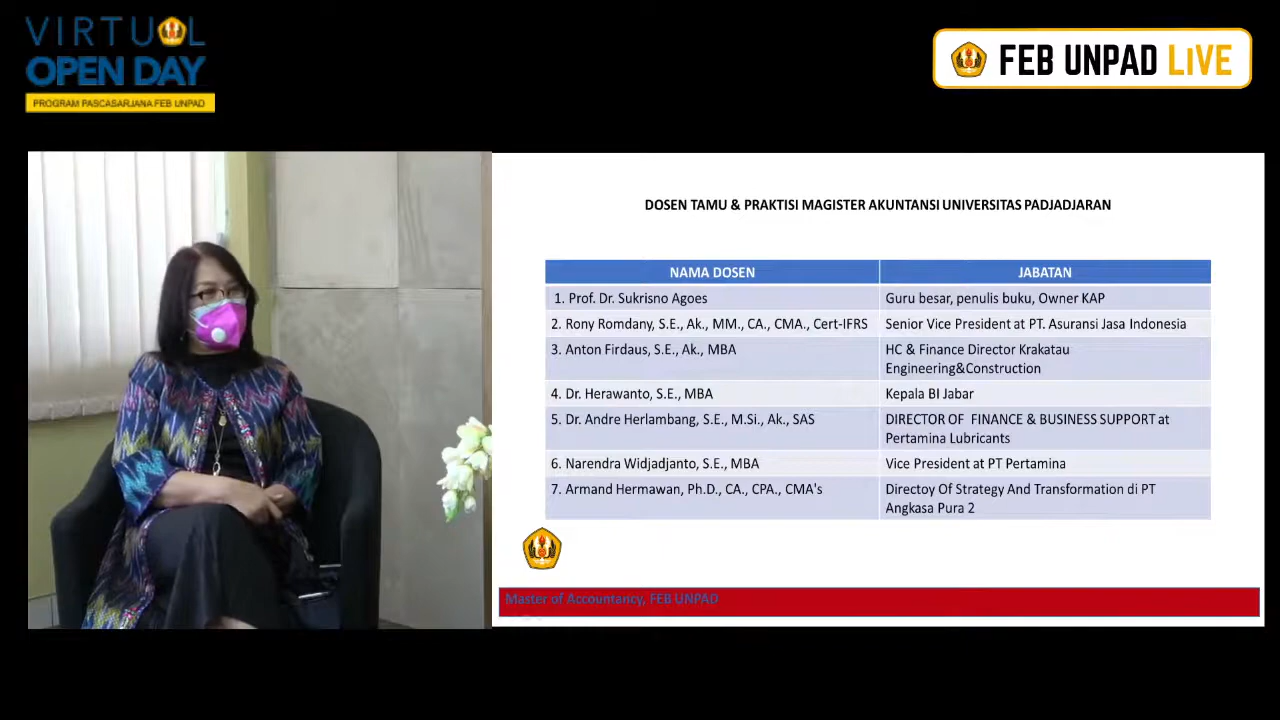 VIRTUAL
OPEN DAY
PROGRAM PASCASARJANA FEB UNPAD
FEB UNPAD LIVE
DOSEN TAMU & PRAKTISI MAGISTER AKUNTANSI UNIVERSITAS PADJADJARAN
NAMA DOSEN JABATAN
1. Prof. Dr. Sukrisno Agoes Guru besar, penulis buku, Owner KAP
2. Rony Romdany, S.E., Ak., MM., CA., CMA., Cert-IFRS Senior Vice President at PT. Asuransi Jasa Indonesia
3. Anton Firdaus, S.E., Ak., MBA HC & Finance Director Krakatau
Engineering&Construction
4. Dr. Herawanto, S.E., MBA Kepala BI Jabar
5. Dr. Andre Herlambang, S.E., M.Si., Ak., SAS DIRECTOR OF FINANCE & BUSINESS SUPPORT at
Pertamina Lubricants
6. Narendra Widjadjanto, S.E., MBA Vice President at PT Pertamina
7. Armand Hermawan, Ph.D., CA., CPA., CMA's Directoy Of Strategy And Transformation di PT
Angkasa Pura 2
Master of Accountancy, FEB UNPAD